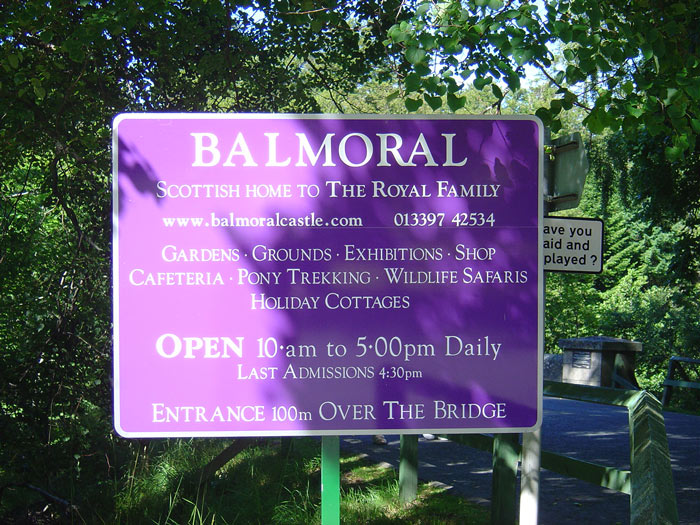 BALMORAL
SCOTTISH HOME TO THE ROYAL FAMILY
www.balmoralcastle.com 013397 42534
GARDENS · GROUNDS · EXHIBITIONS · SHOP
CAFETERIA · PONY TREKKING · WILDLIFE SAFARIS
HOLIDAY COTTAGES
OPEN 10·am to 5·00pm Daily
LAST ADMISSIONS 4:30pm
ENTRANCE 100m OVER THE BRIDGE
ave you
aid and
played ?